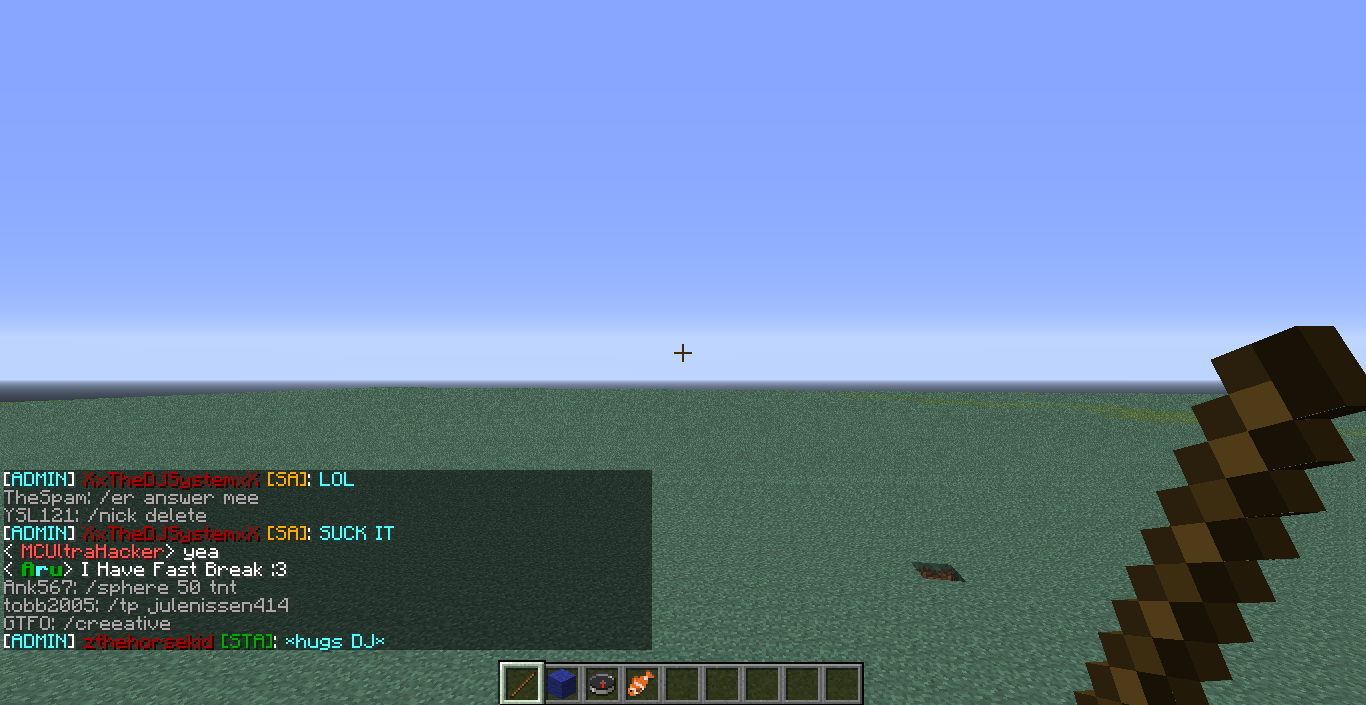 [ADMIN] XxTheDJSystemxX [SA]: LOL
TheSpam: /er answer mee
YSL121: /nick delete
[ADMIN] XxTheDJSystemxX [SA]: SUCK IT
< MCUltraHacker> yea
< Aru> I Have Fast Break :3
Ank567: /sphere 50 tnt
tobb2005: /tp julenissen414
GTFO: /creeative
[ADMIN] zthehorsekid [STA]: *hugs DJ*